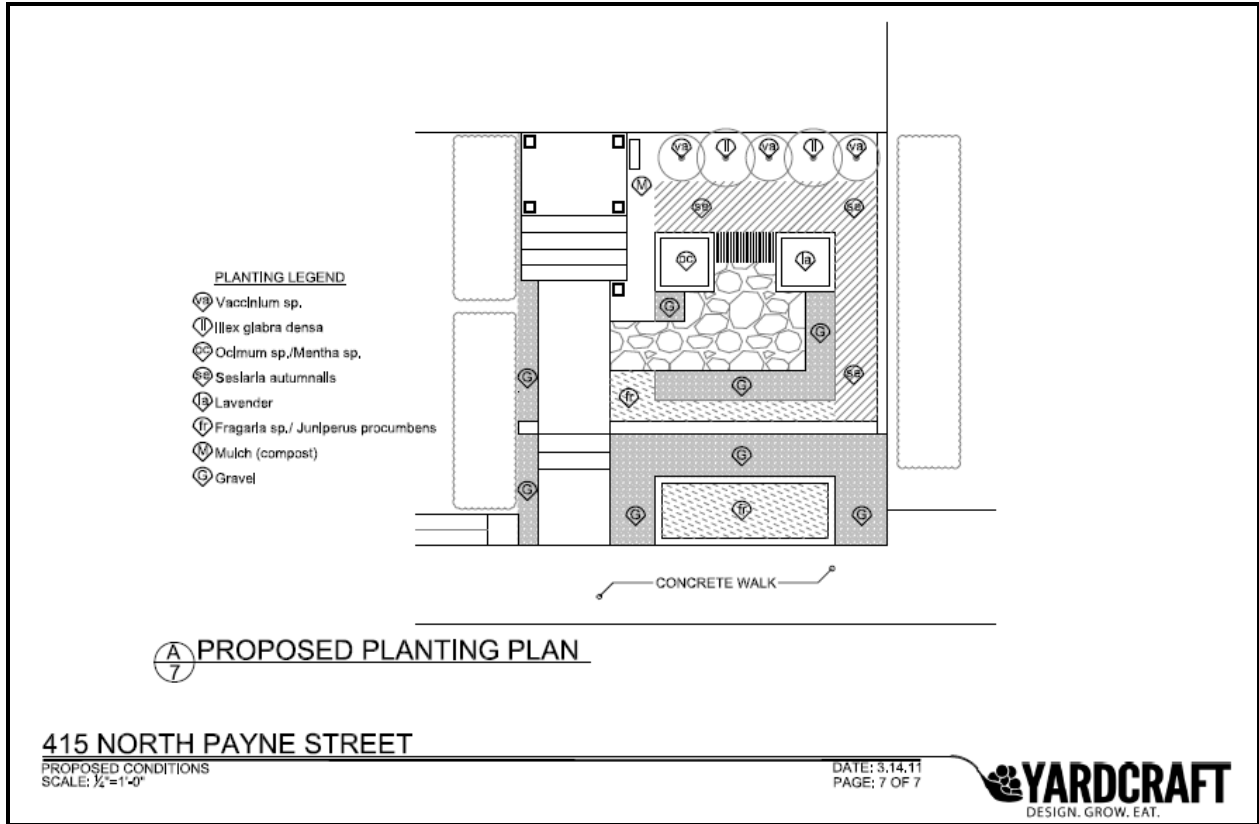 va Il va Il va
M
se se
oc la
G
G
PLANTING LEGEND
va Vaccinium sp.
Il Illex glabra densa
oc Ocimum sp./Mentha sp.
se Seslaria autumnalis
la Lavender
fr Fragaria sp./ Juniperus procumbens
M Mulch (compost)
G Gravel
G fr G se
G
G G fr G
CONCRETE WALK
A PROPOSED PLANTING PLAN
7
415 NORTH PAYNE STREET
PROPOSED CONDITIONS
SCALE: ¼"=1'-0"
DATE: 3.14.11
PAGE: 7 OF 7
YARDCRAFT
DESIGN. GROW. EAT.